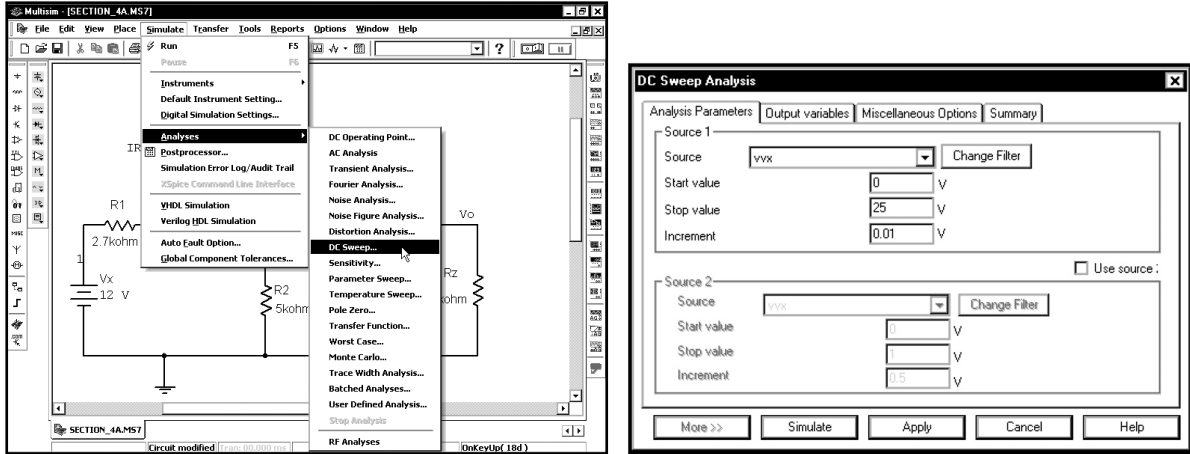 Multisim - [SECTION_4A.MS7]
File Edit View Place Simulate Transfer Tools Reports Options Window Help
Run F5
Pause F6
Instruments
Default Instrument Setting...
Digital Simulation Settings...
Analyses
Postprocessor...
Simulation Error Log/Audit Trail
XSpice Command Line Interface
VHDL Simulation
Verilog HDL Simulation
Auto Fault Option...
Global Component Tolerances...
DC Operating Point...
AC Analysis
Transient Analysis...
Fourier Analysis...
Noise Analysis...
Noise Figure Analysis...
Distortion Analysis...
DC Sweep...
Sensitivity...
Parameter Sweep...
Temperature Sweep...
Pole Zero...
Transfer Function...
Worst Case...
Monte Carlo...
Trace Width Analysis...
Batched Analyses...
User Defined Analysis...
Stop Analysis
RF Analyses
IR
R1
2.7kohm
1
Vx
12 V
R2
5kohm
Vo
Rz
kohm
MISC
.com
SECTION_4A.MS7
Circuit modified Tran: 00.000 ms
OnKeyUp( 18d )
DC Sweep Analysis
Analysis Parameters Output variables Miscellaneous Options Summary
Source 1
Source vvx Change Filter
Start value 0 V
Stop value 25 V
Increment 0.01 V
Use source
Source 2
Source vvx Change Filter
Start value 0 V
Stop value 1 V
Increment 0.5 V
More >> Simulate Apply Cancel Help